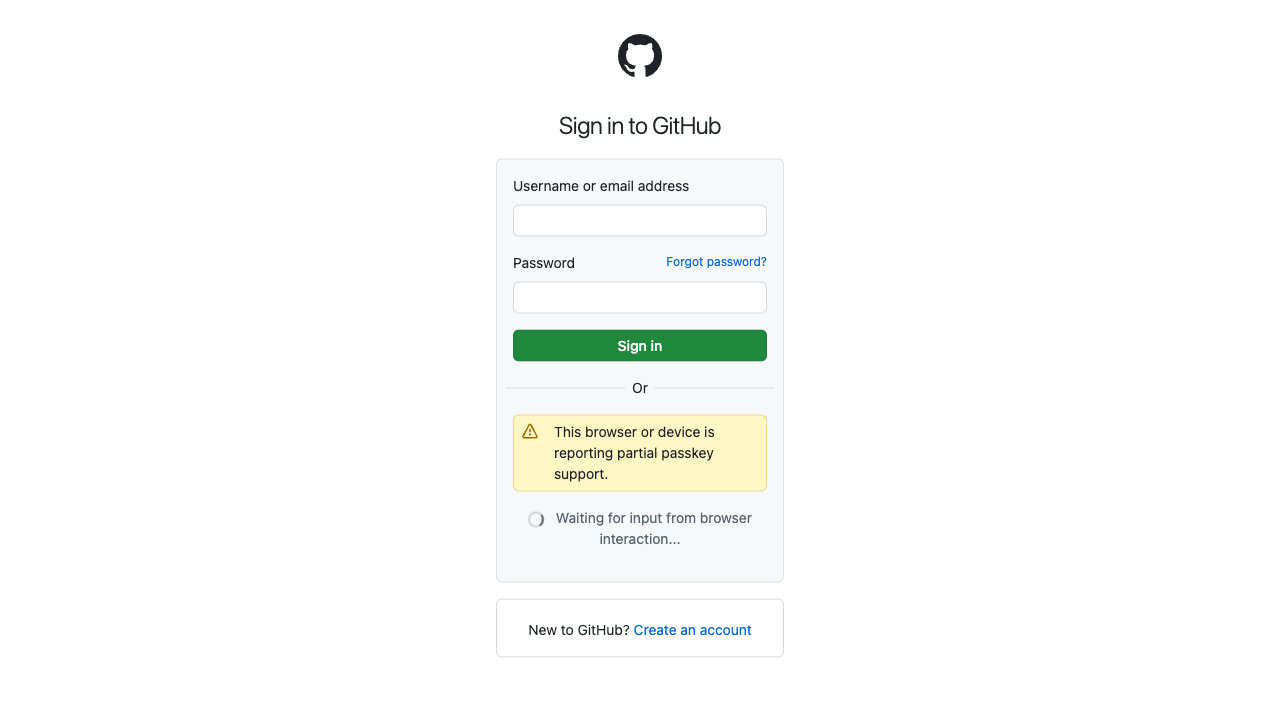 Sign in to GitHub
Username or email address
Password
Forgot password?
Sign in
Or
This browser or device is
reporting partial passkey
support.
Waiting for input from browser
interaction...
New to GitHub? Create an account